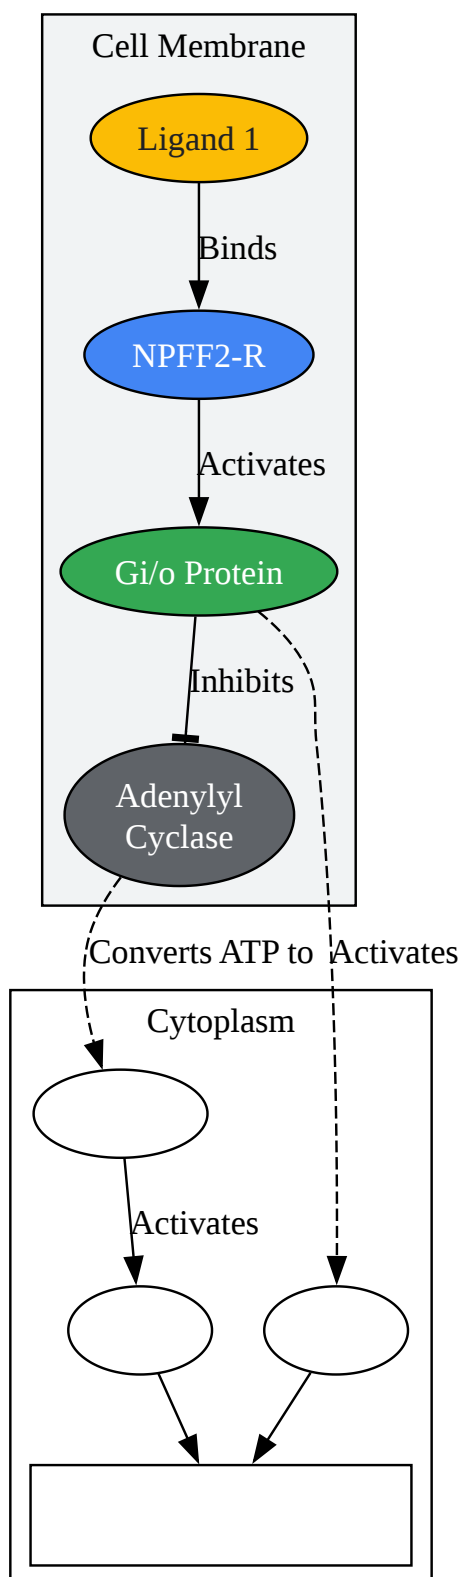 Cell Membrane
Ligand 1
Binds
NPFF2-R
Activates
Gi/o Protein
Inhibits
Adenylyl
Cyclase
Converts ATP to
Activates
Cytoplasm
Activates